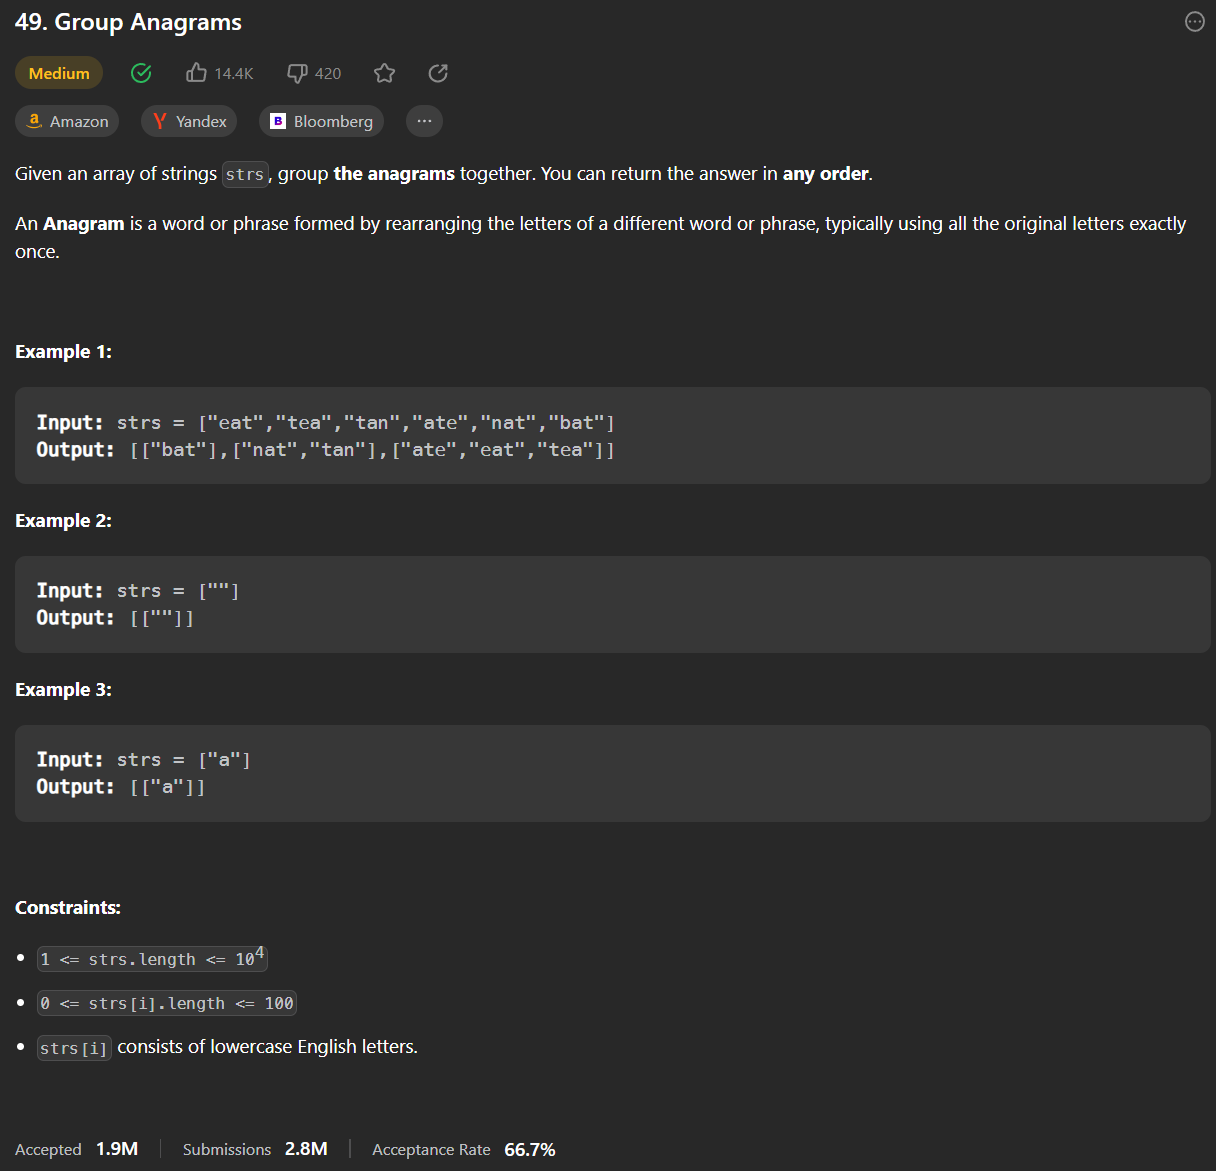 49. Group Anagrams
Medium 14.4K 420
a Amazon Y Yandex B Bloomberg ...
Given an array of strings strs, group the anagrams together. You can return the answer in any order.
An Anagram is a word or phrase formed by rearranging the letters of a different word or phrase, typically using all the original letters exactly
once.
Example 1:
Input: strs = ["eat","tea","tan","ate","nat","bat"]
Output: [["bat"],["nat","tan"],["ate","eat","tea"]]
Example 2:
Input: strs = [""]
Output: [[""]]
Example 3:
Input: strs = ["a"]
Output: [["a"]]
Constraints:
• 1 <= strs.length <= 10⁴
• 0 <= strs[i].length <= 100
• strs[i] consists of lowercase English letters.
Accepted 1.9M | Submissions 2.8M | Acceptance Rate 66.7%